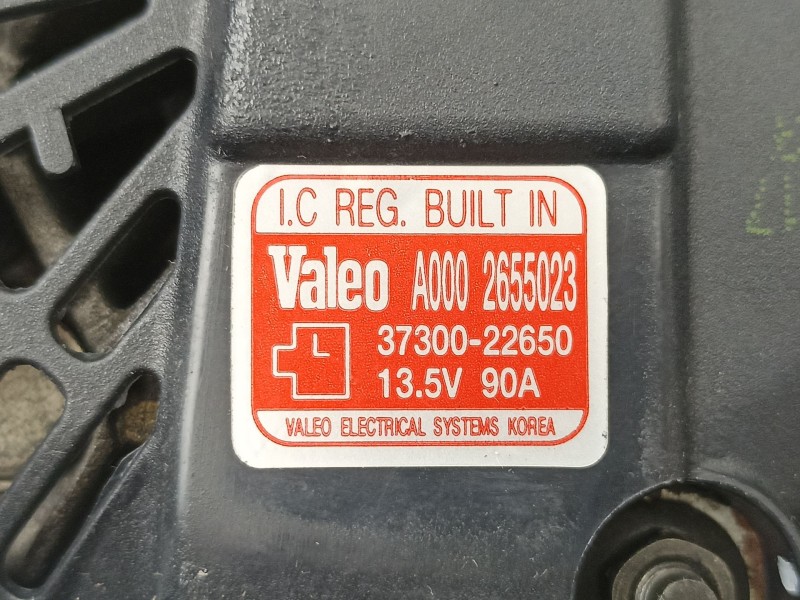 I.C REG. BUILT IN
Valeo A000 2655023
37300-22650
13.5V 90A
VALEO ELECTRICAL SYSTEMS KOREA